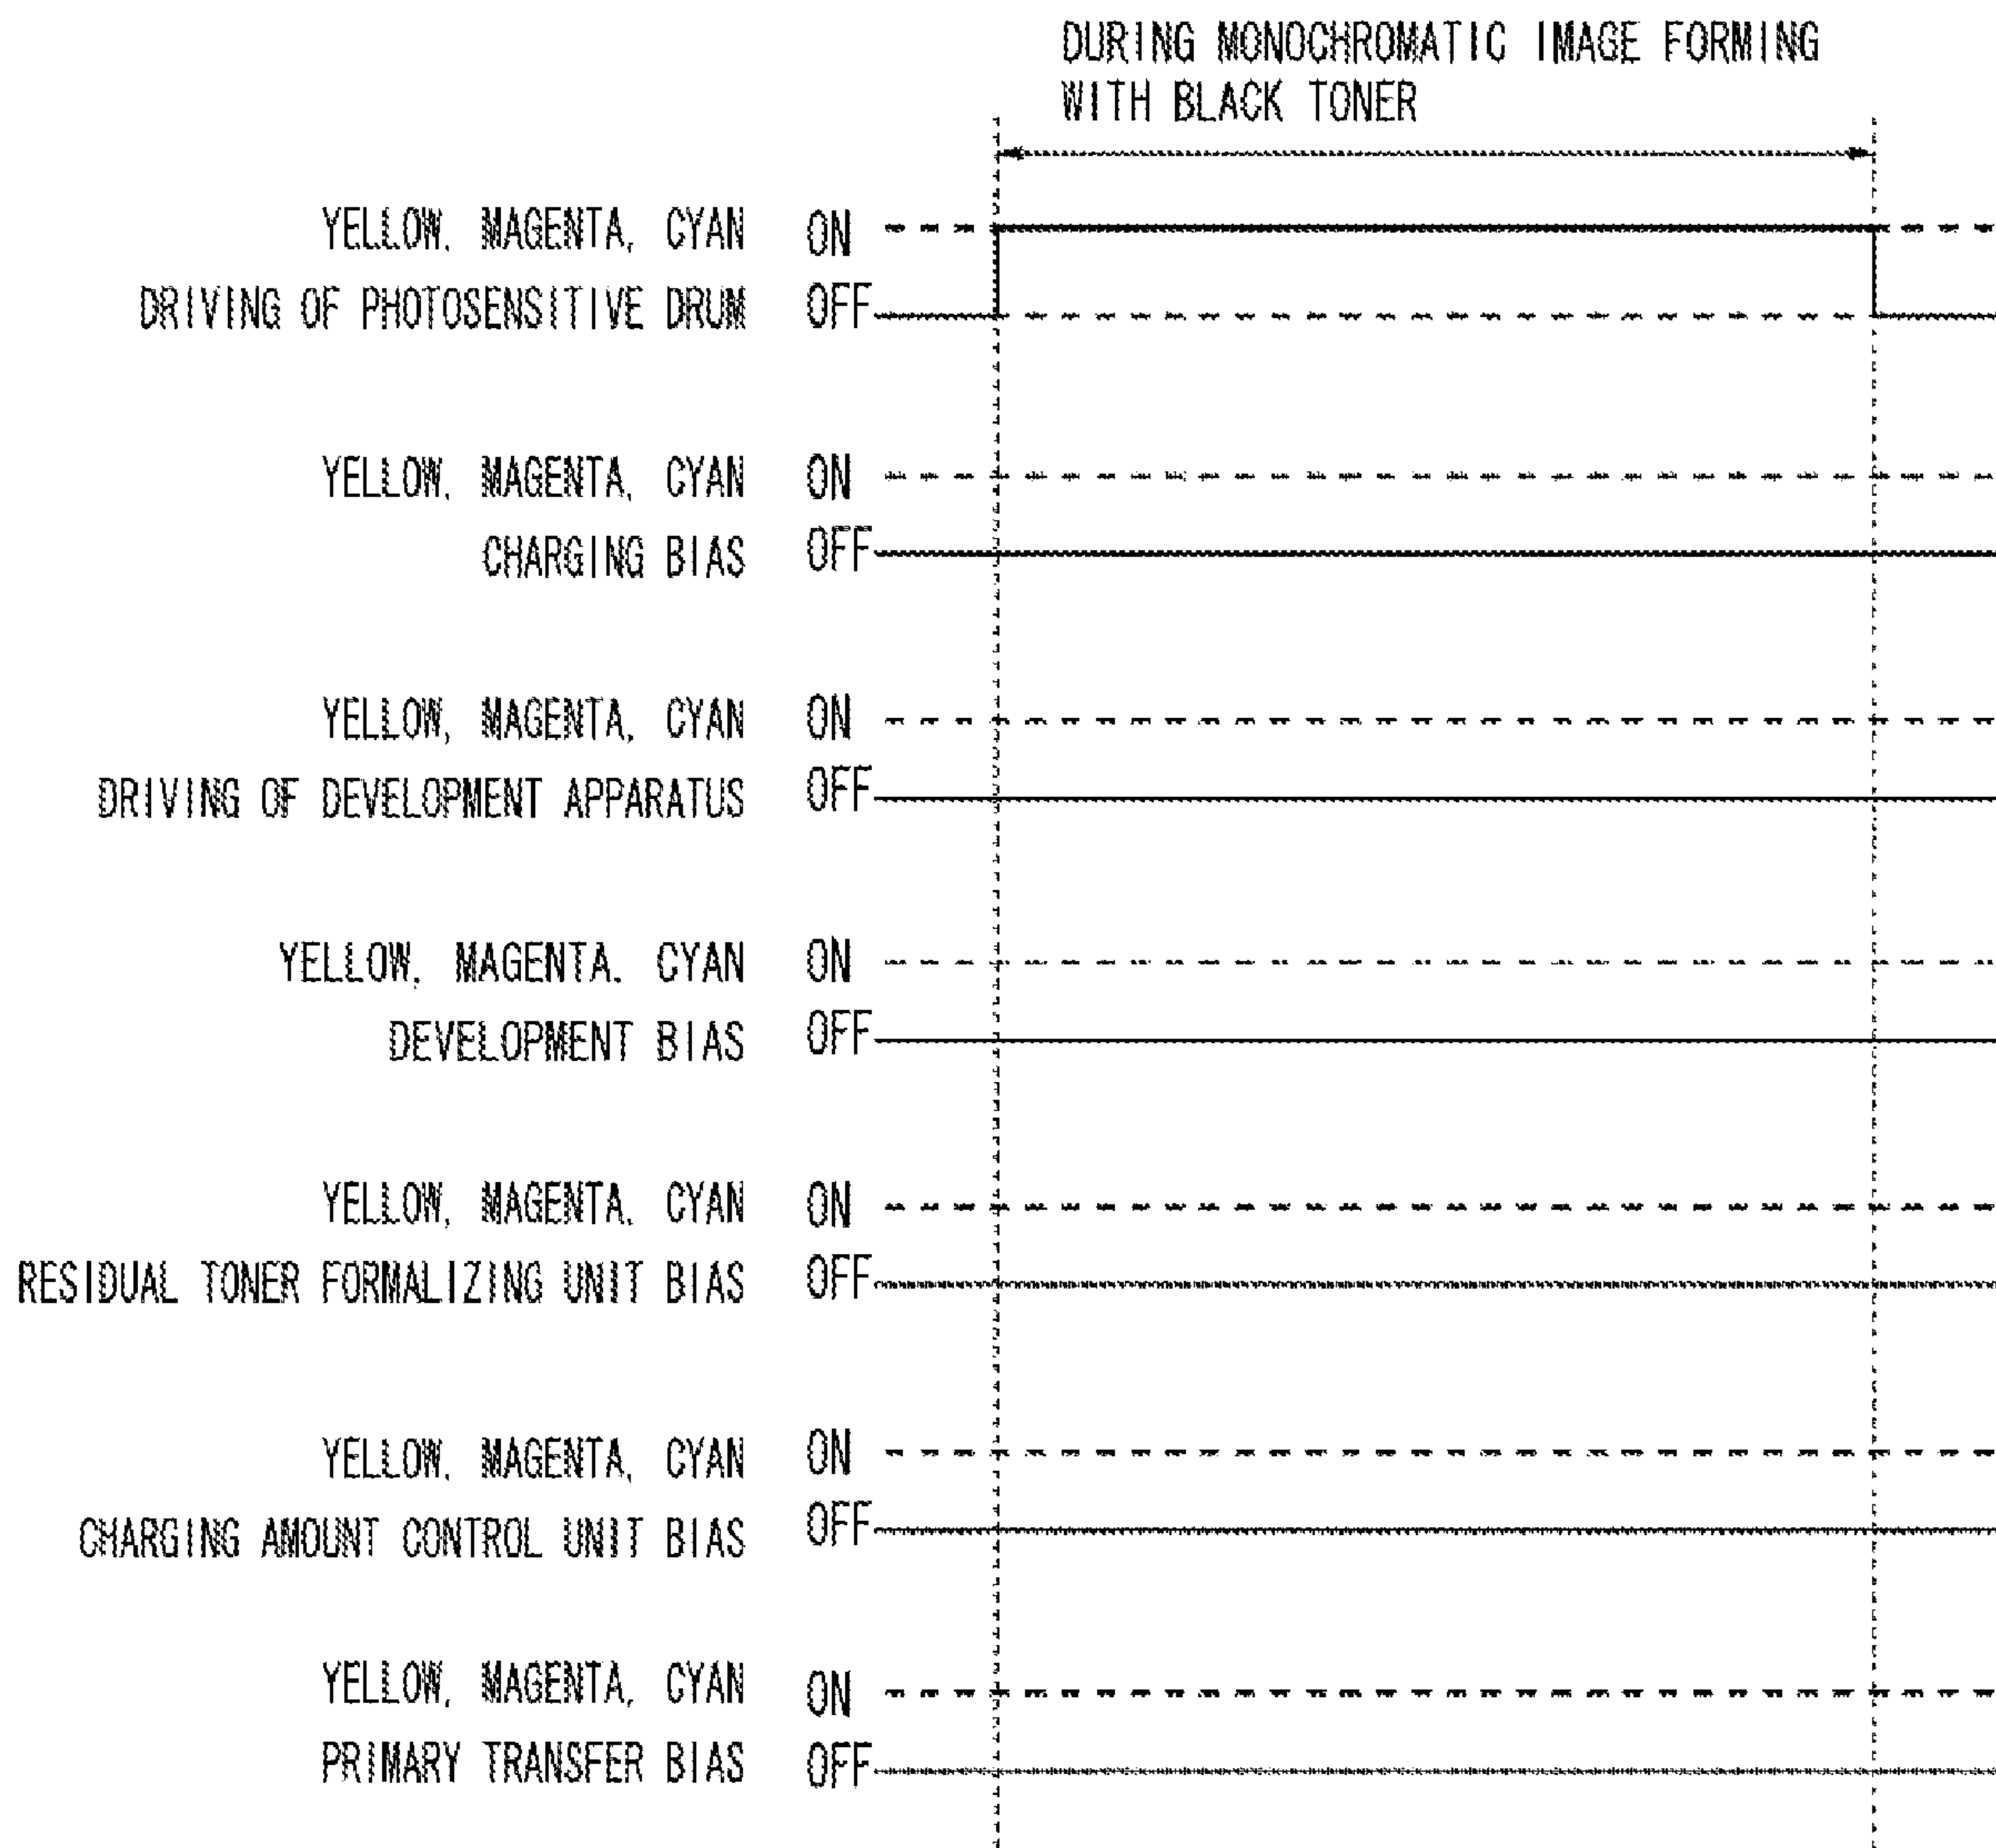 DURING MONOCHROMATIC IMAGE FORMING
WITH BLACK TONER
YELLOW, MAGENTA, CYAN ON
DRIVING OF PHOTOSENSITIVE DRUM OFF
YELLOW, MAGENTA, CYAN ON
CHARGING BIAS OFF
YELLOW, MAGENTA, CYAN ON
DRIVING OF DEVELOPMENT APPARATUS OFF
YELLOW, MAGENTA, CYAN ON
DEVELOPMENT BIAS OFF
YELLOW, MAGENTA, CYAN ON
RESIDUAL TONER FORMALIZING UNIT BIAS OFF
YELLOW, MAGENTA, CYAN ON
CHARGING AMOUNT CONTROL UNIT BIAS OFF
YELLOW, MAGENTA, CYAN ON
PRIMARY TRANSFER BIAS OFF